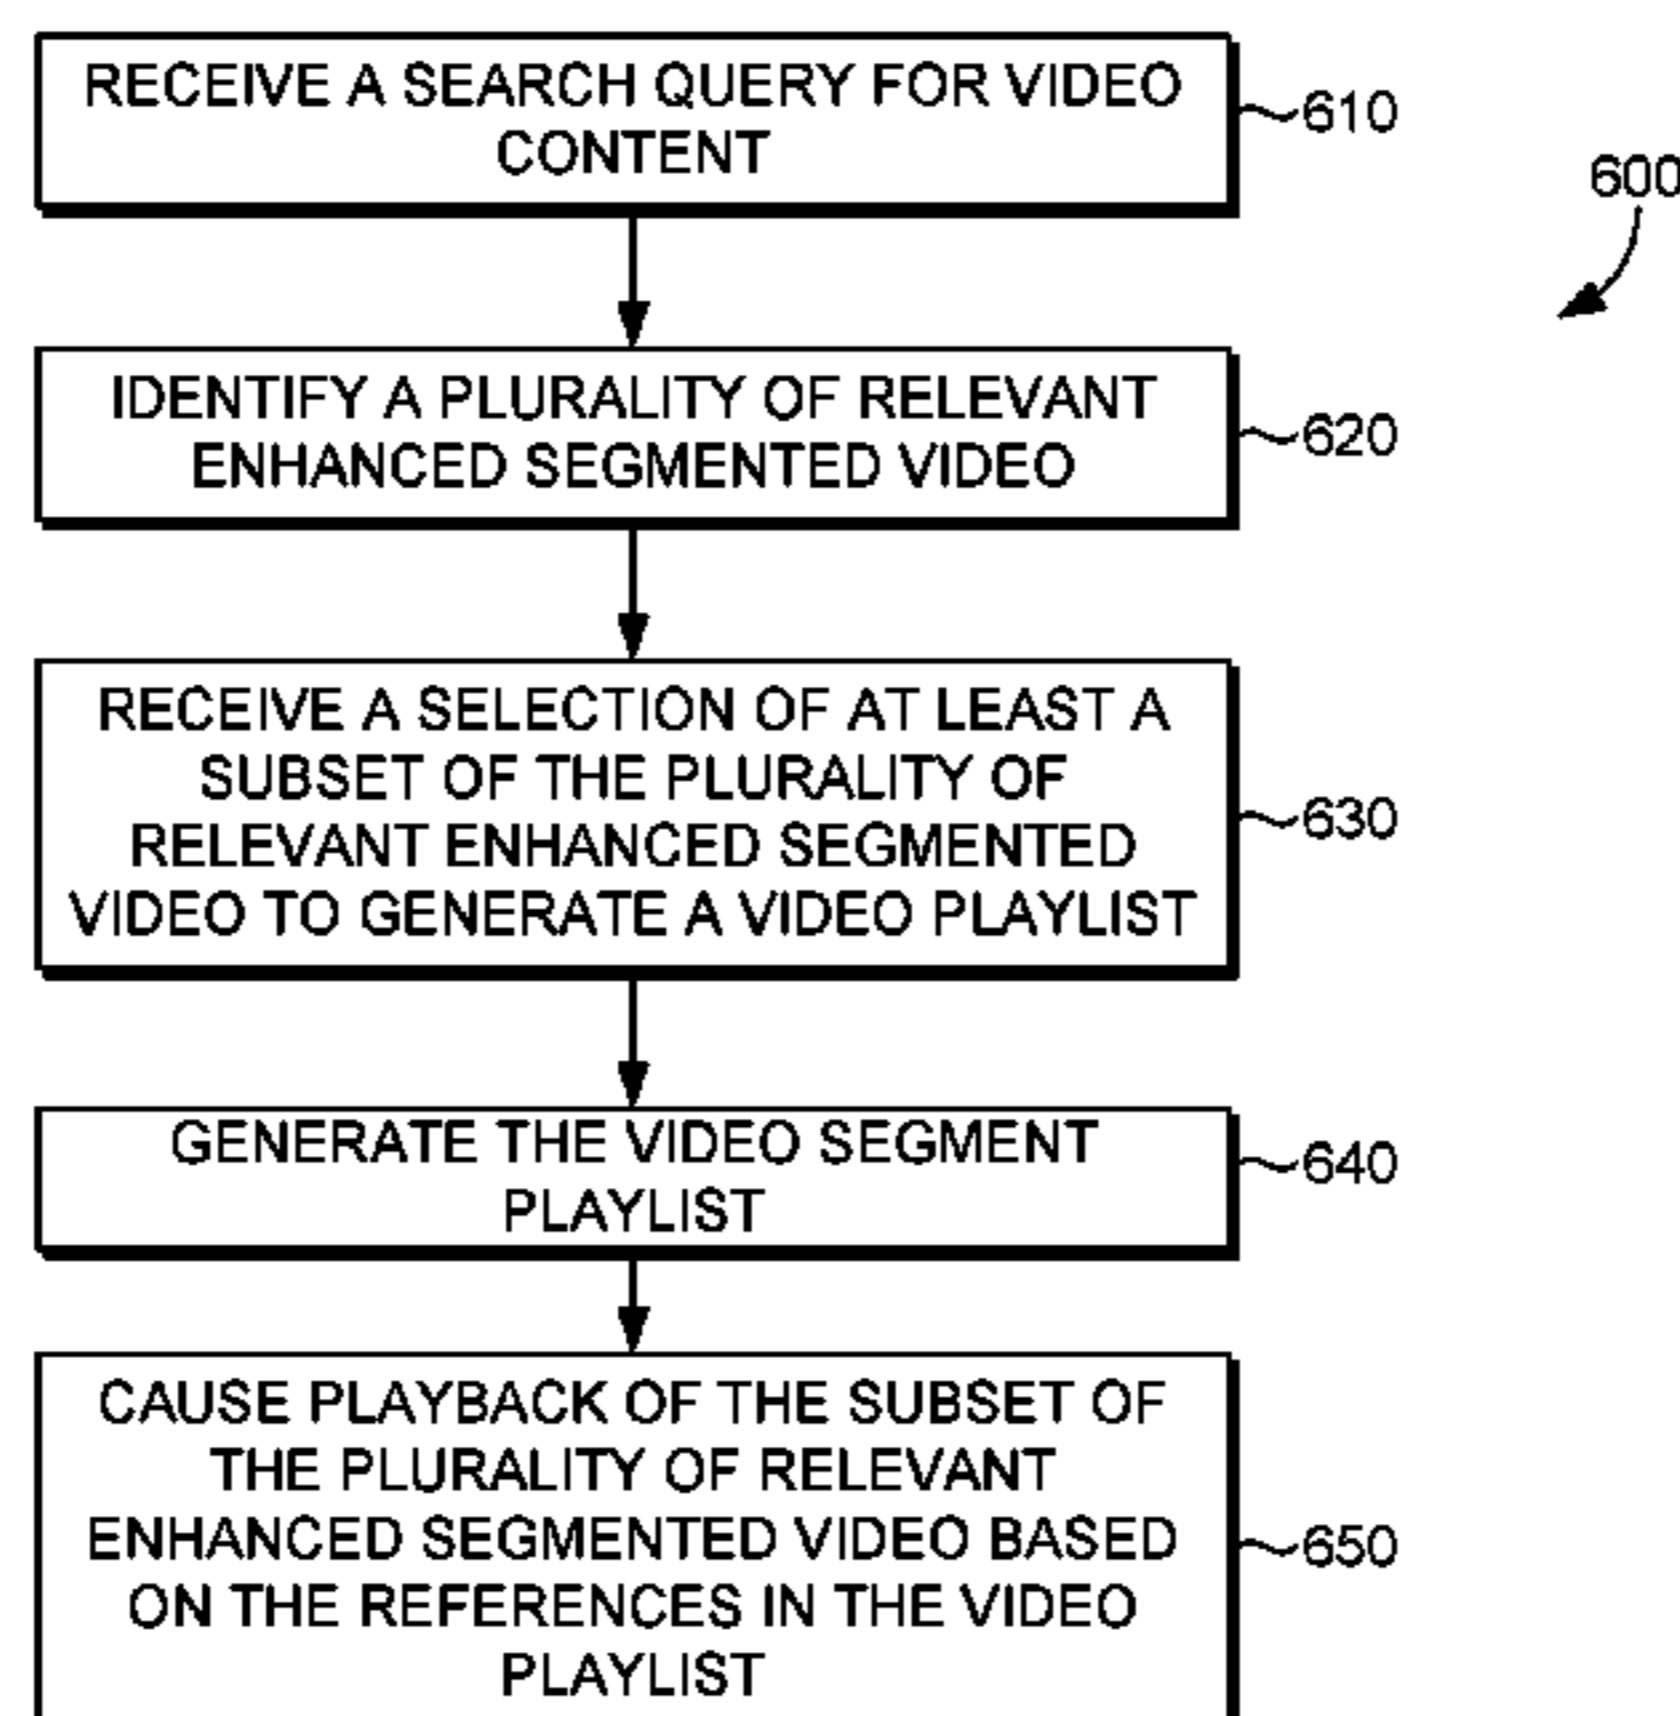 RECEIVE A SEARCH QUERY FOR VIDEO
CONTENT
610
600
IDENTIFY A PLURALITY OF RELEVANT
ENHANCED SEGMENTED VIDEO
620
RECEIVE A SELECTION OF AT LEAST A
SUBSET OF THE PLURALITY OF
RELEVANT ENHANCED SEGMENTED
VIDEO TO GENERATE A VIDEO PLAYLIST
630
GENERATE THE VIDEO SEGMENT
PLAYLIST
640
CAUSE PLAYBACK OF THE SUBSET OF
THE PLURALITY OF RELEVANT
ENHANCED SEGMENTED VIDEO BASED
ON THE REFERENCES IN THE VIDEO
PLAYLIST
650